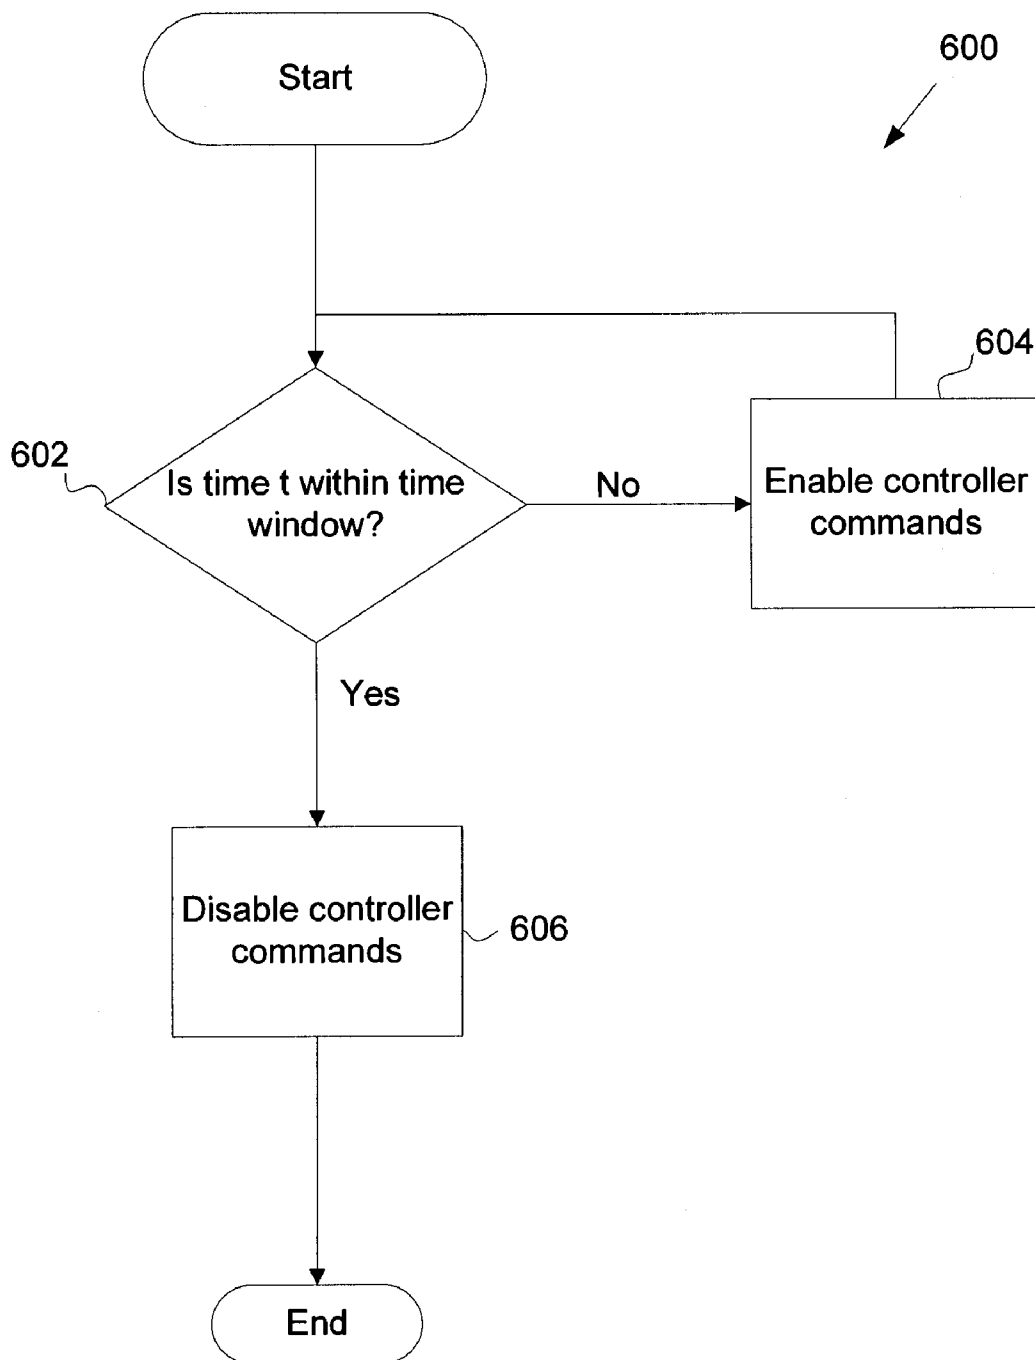 Start
600
604
602
Is time t within time
window?
No
Enable controller
commands
Yes
Disable controller
commands
606
End